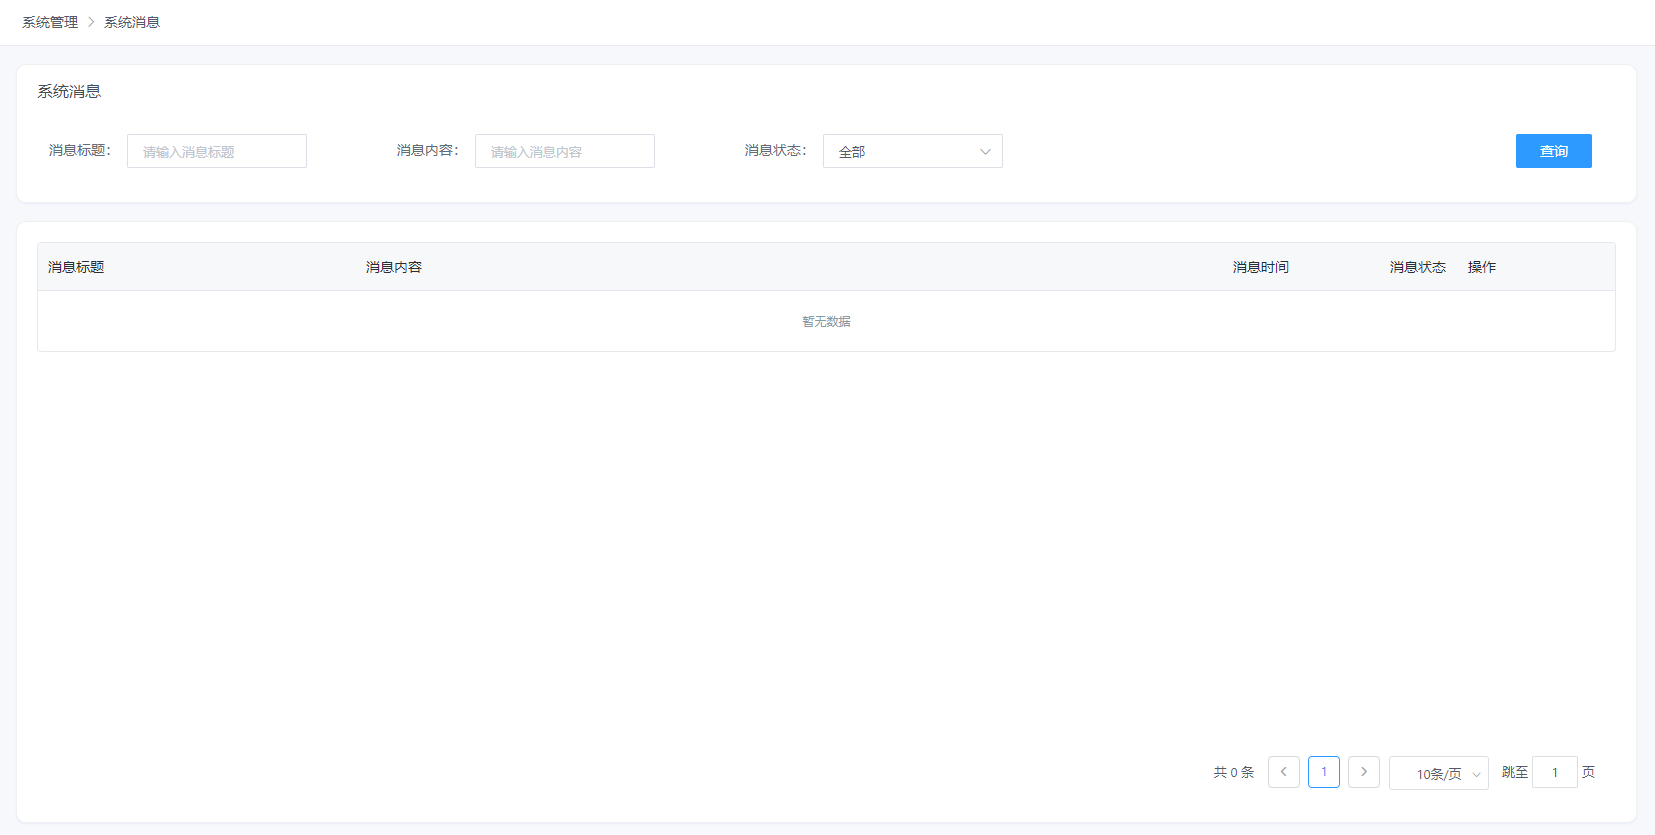 系统管理 > 系统消息
系统消息
消息标题: 请输入消息标题 消息内容: 请输入消息内容 消息状态: 全部 查询
消息标题 消息内容 消息时间 消息状态 操作
暂无数据
共 0 条 < 1 > 10条/页 跳至 1 页